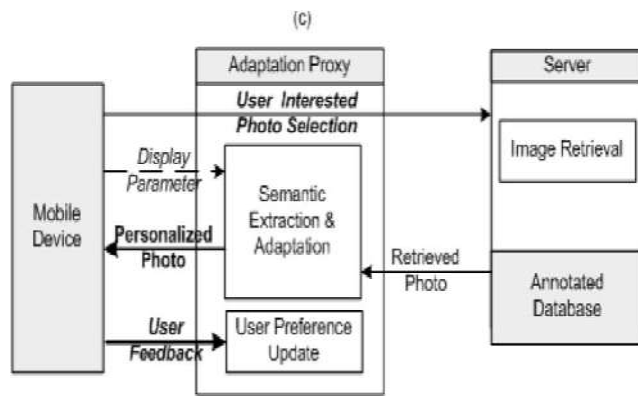 (c)
Adaptation Proxy
Server
User Interested
Photo Selection
Image Retrieval
Display
Parameter
Semantic
Extraction &
Adaptation
Mobile
Device
Personalized
Photo
Retrieved
Photo
Annotated
Database
User
Feedback
User Preference
Update